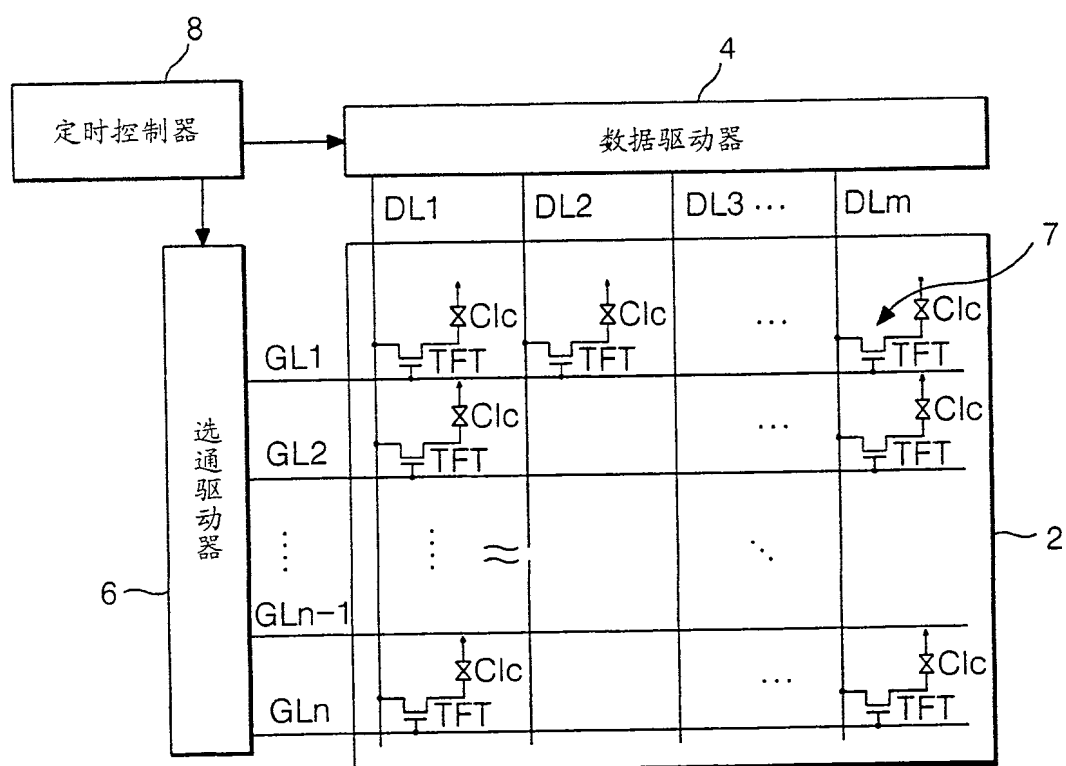 8
4
定时控制器
数据驱动器
DL1 DL2 DL3 ··· DLm
7
Clc Clc ··· Clc
GL1 TFT TFT TFT
Clc ··· Clc
GL2 TFT TFT
选通驱动器
2
6
GLn-1
Clc ··· Clc
GLn TFT TFT